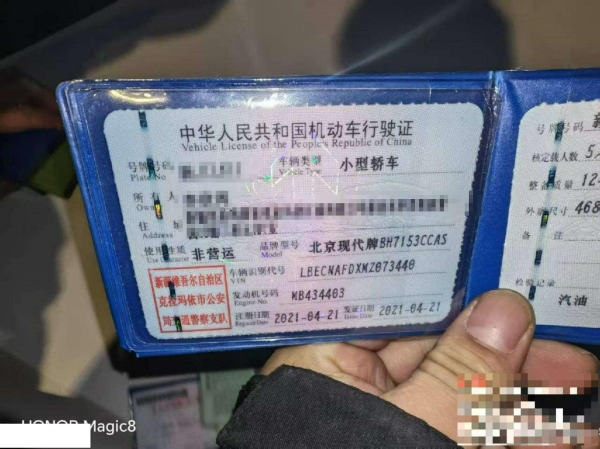 中华人民共和国机动车行驶证
Vehicle License of the People's Republic of China
号牌号码
Plate No.
车辆类型 小型轿车
Vehicle Type
所有人
Owner
住址
Address
使用性质 非营运 品牌型号 北京现代牌BH7153CCAS
Use Character Model
新疆维吾尔自治区
克拉玛依市公安
局交通警察支队
车辆识别代号 LBECNAFDXMZ073440
VIN
发动机号码 MB434403
Engine No.
注册日期 2021-04-21 发证日期 2021-04-21
Register Date Issue Date
号牌号码 新
核定载人数 5人
整备质量 12
外廓尺寸 468
备注
检验记录
汽油
HONOR Magic8